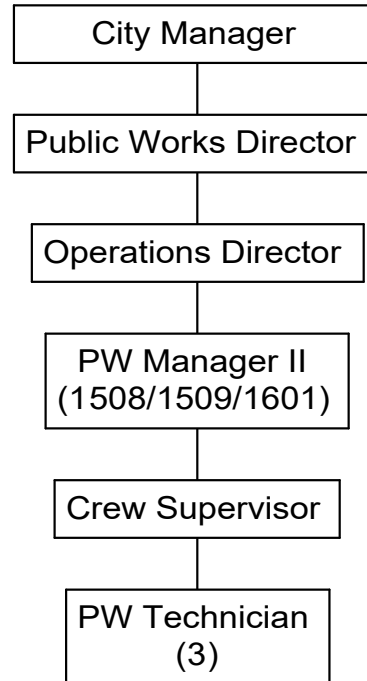 City Manager
Public Works Director
Operations Director
PW Manager II
(1508/1509/1601)
Crew Supervisor
PW Technician
(3)